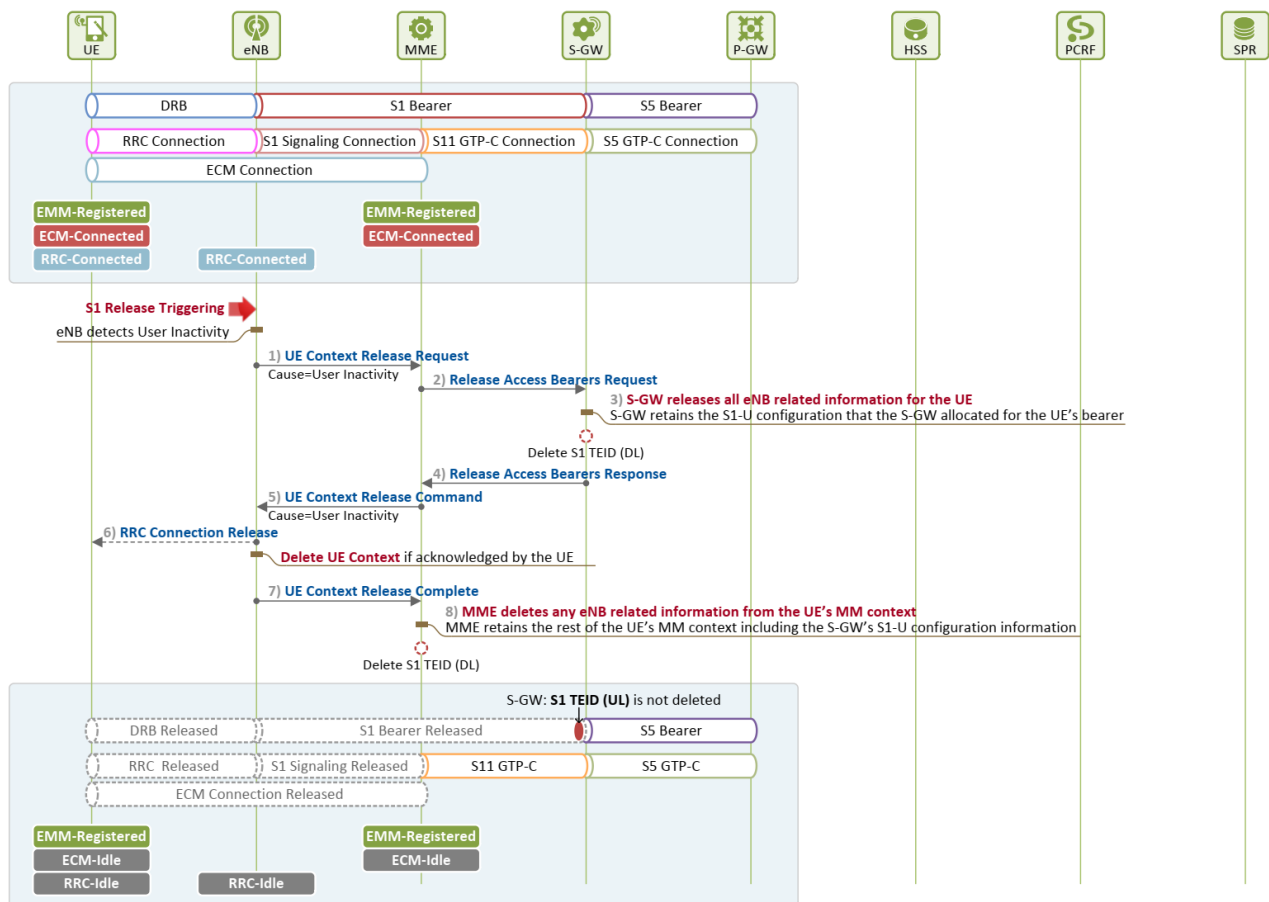 UE eNB MME S-GW P-GW HSS PCRF SPR
DRB S1 Bearer S5 Bearer
RRC Connection S1 Signaling Connection S11 GTP-C Connection S5 GTP-C Connection
ECM Connection
EMM-Registered EMM-Registered
ECM-Connected ECM-Connected
RRC-Connected RRC-Connected
S1 Release Triggering
eNB detects User Inactivity
1) UE Context Release Request
Cause=User Inactivity
2) Release Access Bearers Request
3) S-GW releases all eNB related information for the UE
S-GW retains the S1-U configuration that the S-GW allocated for the UE's bearer
Delete S1 TEID (DL)
4) Release Access Bearers Response
5) UE Context Release Command
Cause=User Inactivity
6) RRC Connection Release
Delete UE Context if acknowledged by the UE
7) UE Context Release Complete
8) MME deletes any eNB related information from the UE's MM context
MME retains the rest of the UE's MM context including the S-GW's S1-U configuration information
Delete S1 TEID (DL)
S-GW: S1 TEID (UL) is not deleted
DRB Released S1 Bearer Released S5 Bearer
RRC Released S1 Signaling Released S11 GTP-C S5 GTP-C
ECM Connection Released
EMM-Registered EMM-Registered
ECM-Idle ECM-Idle
RRC-Idle RRC-Idle